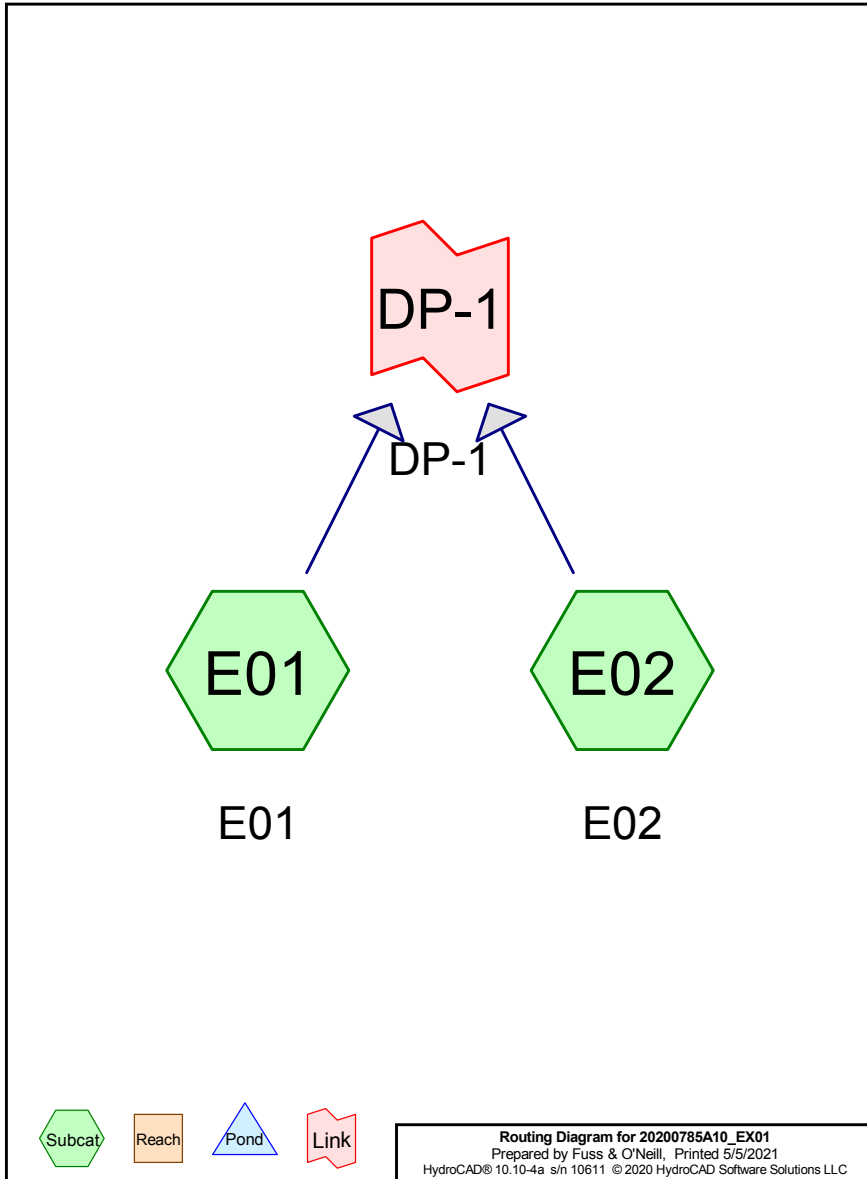 DP-1
DP-1
E01
E02
E01
E02
Subcat
Reach
Pond
Link
Routing Diagram for 20200785A10_EX01
Prepared by Fuss & O'Neill, Printed 5/5/2021
HydroCAD® 10.10-4a s/n 10611 © 2020 HydroCAD Software Solutions LLC